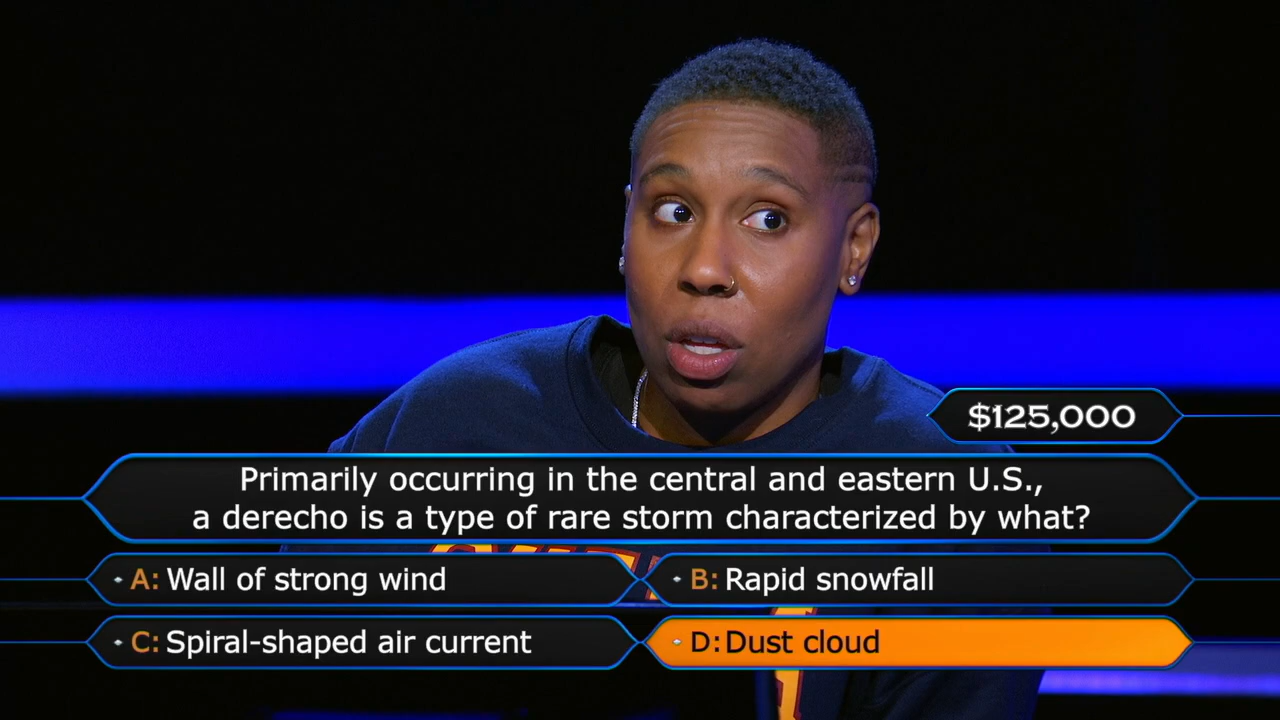 $125,000
Primarily occurring in the central and eastern U.S.,
a derecho is a type of rare storm characterized by what?
A: Wall of strong wind
B: Rapid snowfall
C: Spiral-shaped air current
D: Dust cloud